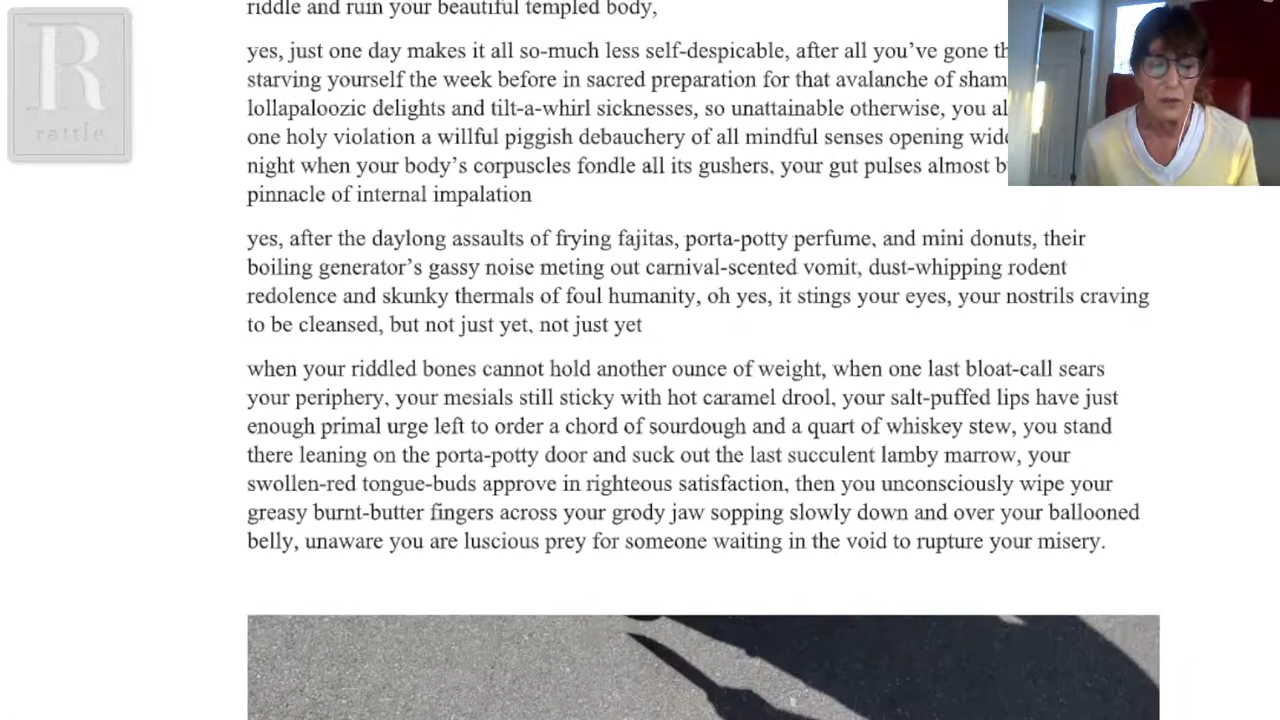 R
rattle
riddle and ruin your beautiful templed body,
yes, just one day makes it all so-much less self-despicable, after all you've gone
starving yourself the week before in sacred preparation for that avalanche of
lollapaloozic delights and tilt-a-whirl sicknesses, so unattainable otherwise, you
one holy violation a willful piggish debauchery of all mindful senses opening
night when your body's corpuscles fondle all its gushers, your gut pulses almost
pinnacle of internal impalation
yes, after the daylong assaults of frying fajitas, porta-potty perfume, and mini donuts, their
boiling generator's gassy noise meting out carnival-scented vomit, dust-whipping rodent
redolence and skunky thermals of foul humanity, oh yes, it stings your eyes, your nostrils craving
to be cleansed, but not just yet, not just yet
when your riddled bones cannot hold another ounce of weight, when one last bloat-call sears
your periphery, your mesials still sticky with hot caramel drool, your salt-puffed lips have just
enough primal urge left to order a chord of sourdough and a quart of whiskey stew, you stand
there leaning on the porta-potty door and suck out the last succulent lamby marrow, your
swollen-red tongue-buds approve in righteous satisfaction, then you unconsciously wipe your
greasy burnt-butter fingers across your grody jaw sopping slowly down and over your ballooned
belly, unaware you are luscious prey for someone waiting in the void to rupture your misery.